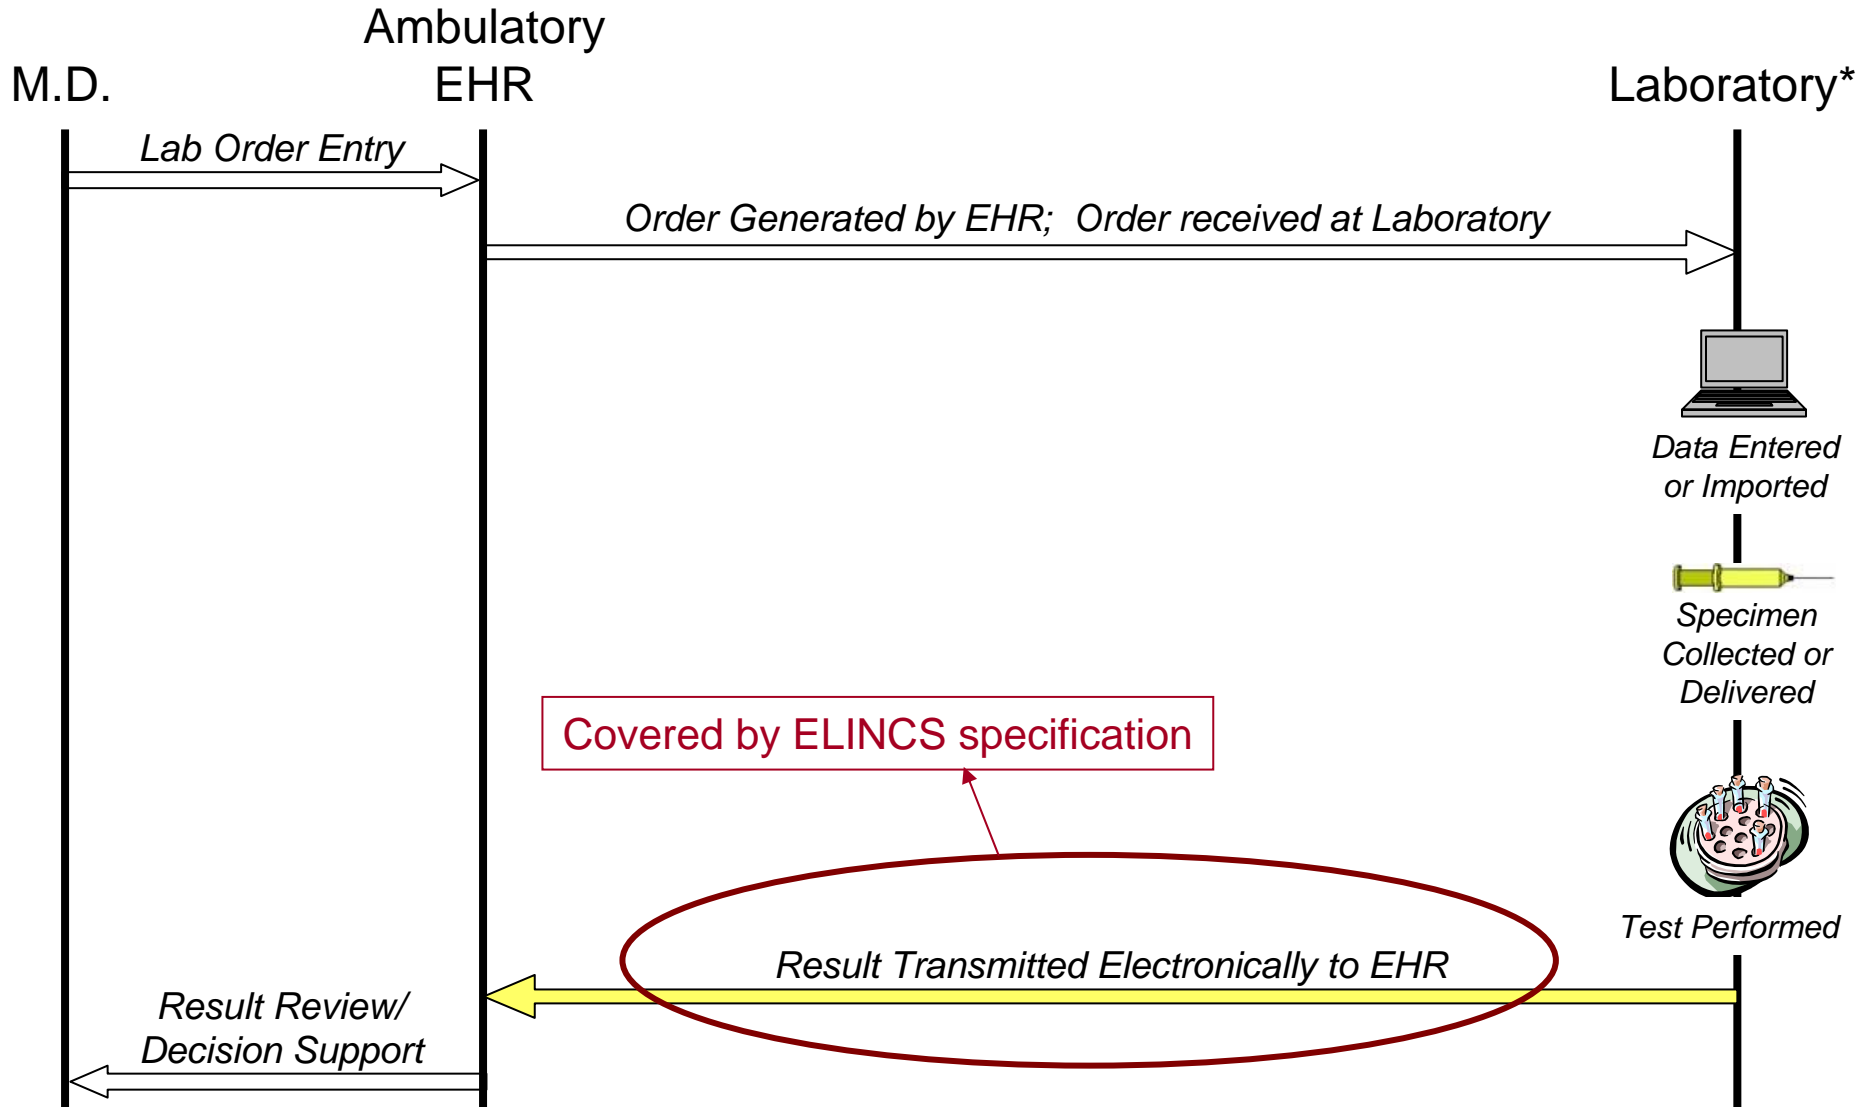 Ambulatory
M.D.
EHR
Laboratory*
Lab Order Entry
Order Generated by EHR;  Order received at Laboratory
Data Entered
or Imported
Specimen
Collected or
Delivered
Covered by ELINCS specification
Test Performed
Result Transmitted Electronically to EHR
Result Review/
Decision Support